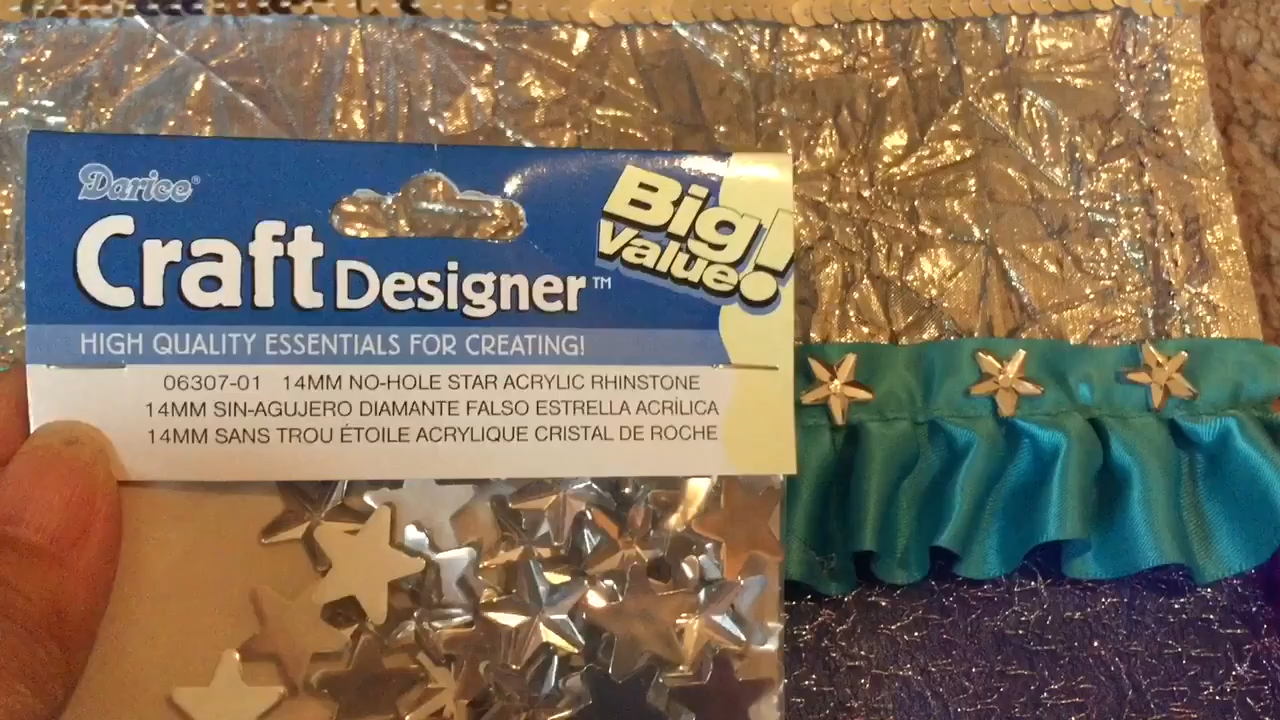 Darice®
Craft Designer™
Big!
Value!
HIGH QUALITY ESSENTIALS FOR CREATING!
06307-01 14MM NO-HOLE STAR ACRYLIC RHINSTONE
14MM SIN-AGUJERO DIAMANTE FALSO ESTRELLA ACRÍLICA
14MM SANS TROU ÉTOILE ACRYLIQUE CRISTAL DE ROCHE